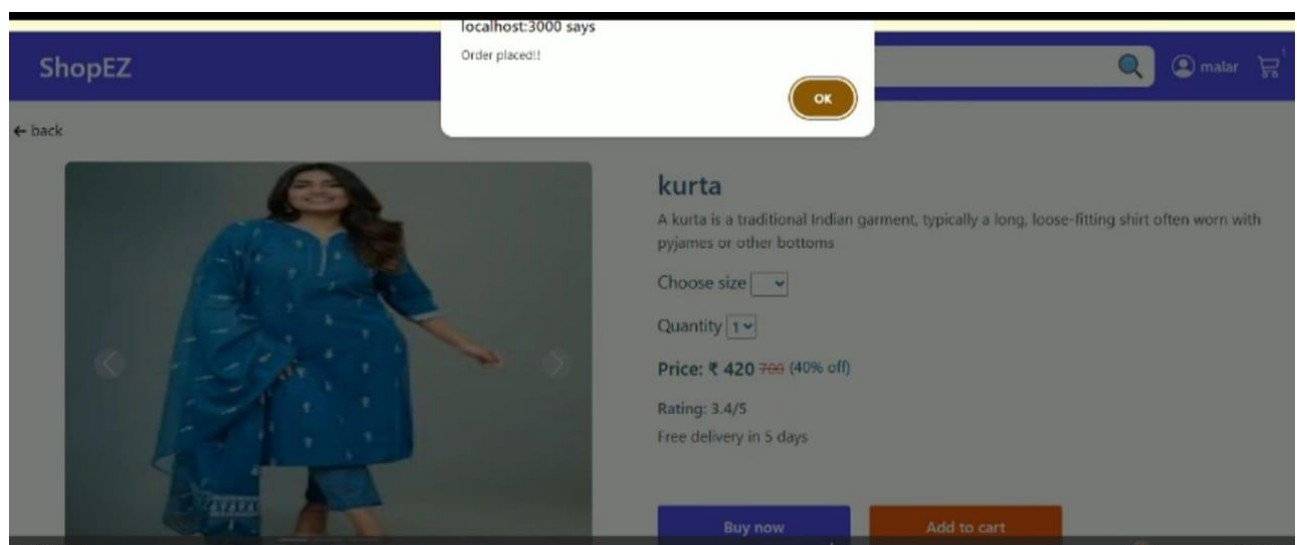 localhost:3000 says
Order placed!!
OK
ShopEZ
malar
1
← back
kurta
A kurta is a traditional Indian garment, typically a long, loose-fitting shirt often worn with
pyjames or other bottoms
Choose size
Quantity 1
Price: ₹ 420 700 (40% off)
Rating: 3.4/5
Free delivery in 5 days
Buy now
Add to cart